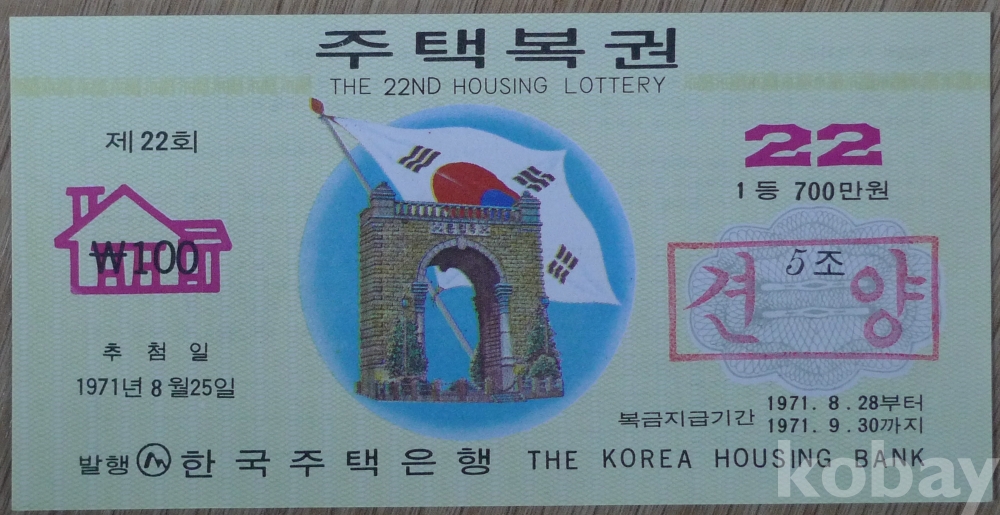 주택복권
THE 22ND HOUSING LOTTERY
제22회
22
1등 700만원
₩100
5조
견양
추첨일
1971년 8월25일
복금지급기간 1971. 8. 28부터
1971. 9. 30까지
발행 한국주택은행 THE KOREA HOUSING BANK
kobay